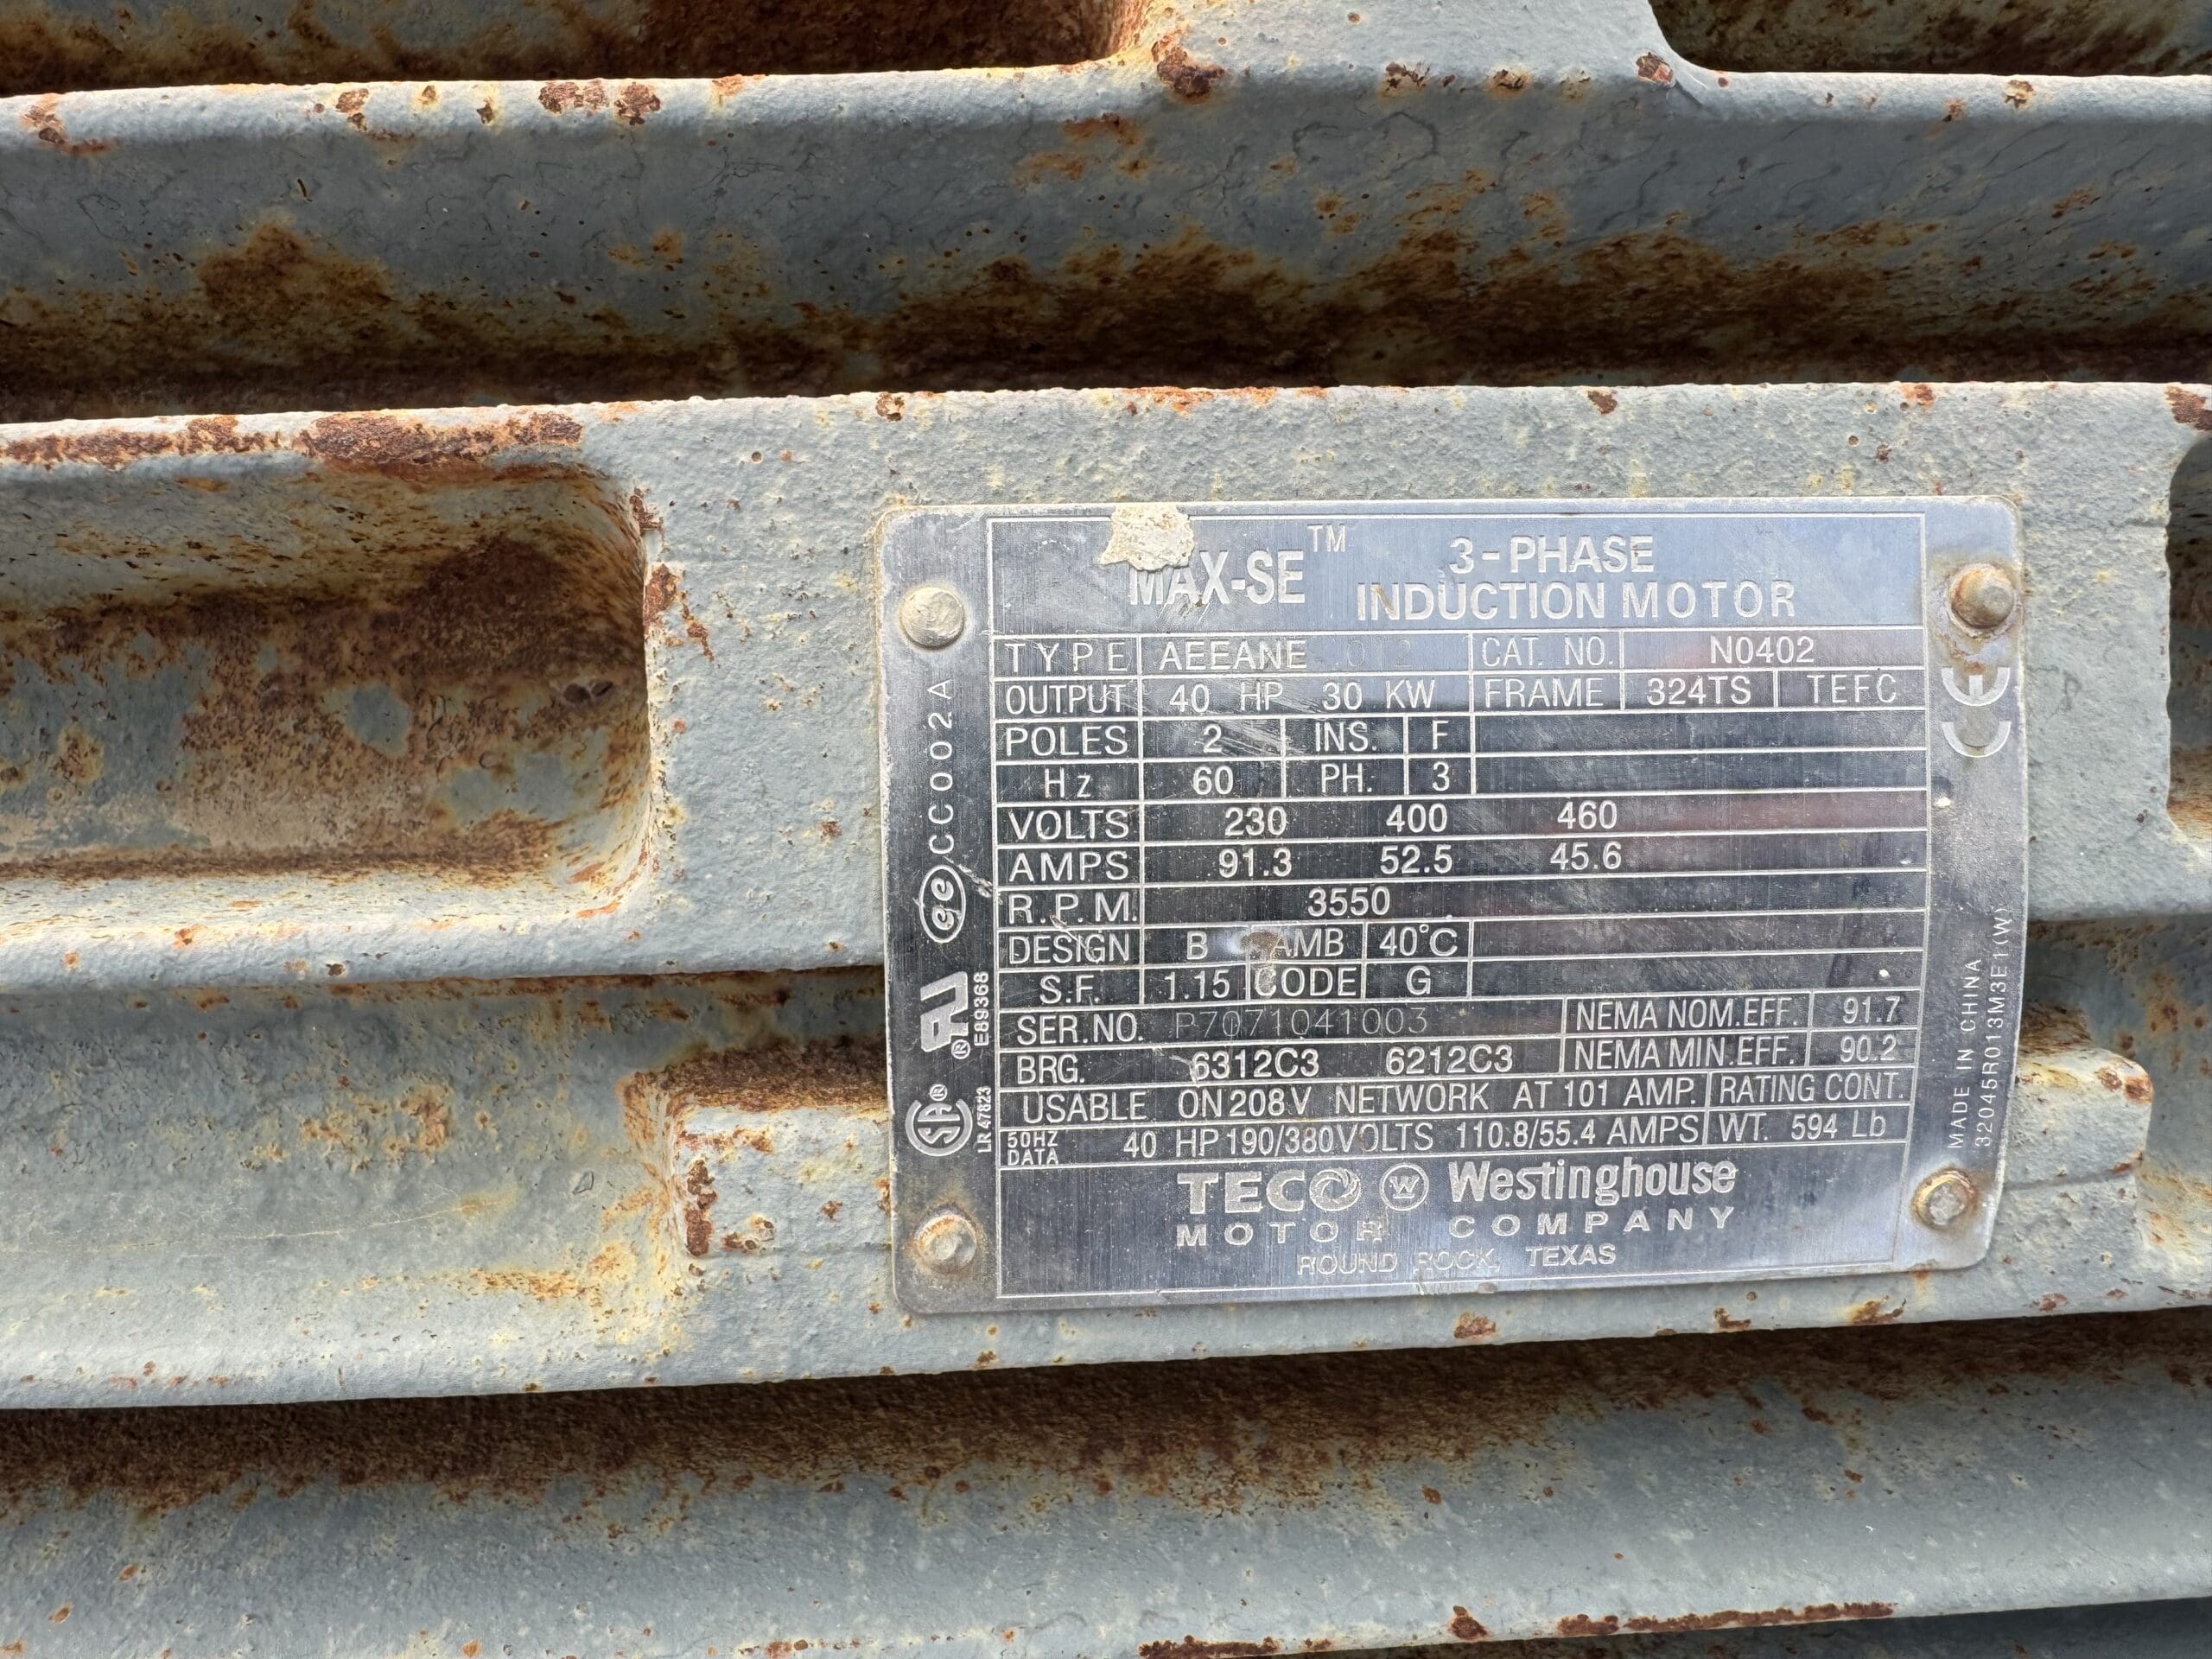 MAX-SE™ 3-PHASE
INDUCTION MOTOR
TYPE AEEANE CAT. NO. N0402
OUTPUT 40 HP 30 KW FRAME 324TS TEFC
POLES 2 INS. F
Hz 60 PH. 3
VOLTS 230 400 460
AMPS 91.3 52.5 45.6
R.P.M. 3550
DESIGN B AMB 40°C
S.F. 1.15 CODE G
SER.NO. P7071041003 NEMA NOM.EFF. 91.7
BRG. 6312C3 6212C3 NEMA MIN.EFF. 90.2
USABLE ON 208V NETWORK AT 101 AMP. RATING CONT.
50HZ DATA 40 HP 190/380VOLTS 110.8/55.4 AMPS WT. 594 Lb
TECO W Westinghouse
MOTOR COMPANY
ROUND ROCK, TEXAS
ee CC002A
E89368
LR 47823
CE
MADE IN CHINA
32045R013M3E1(W)